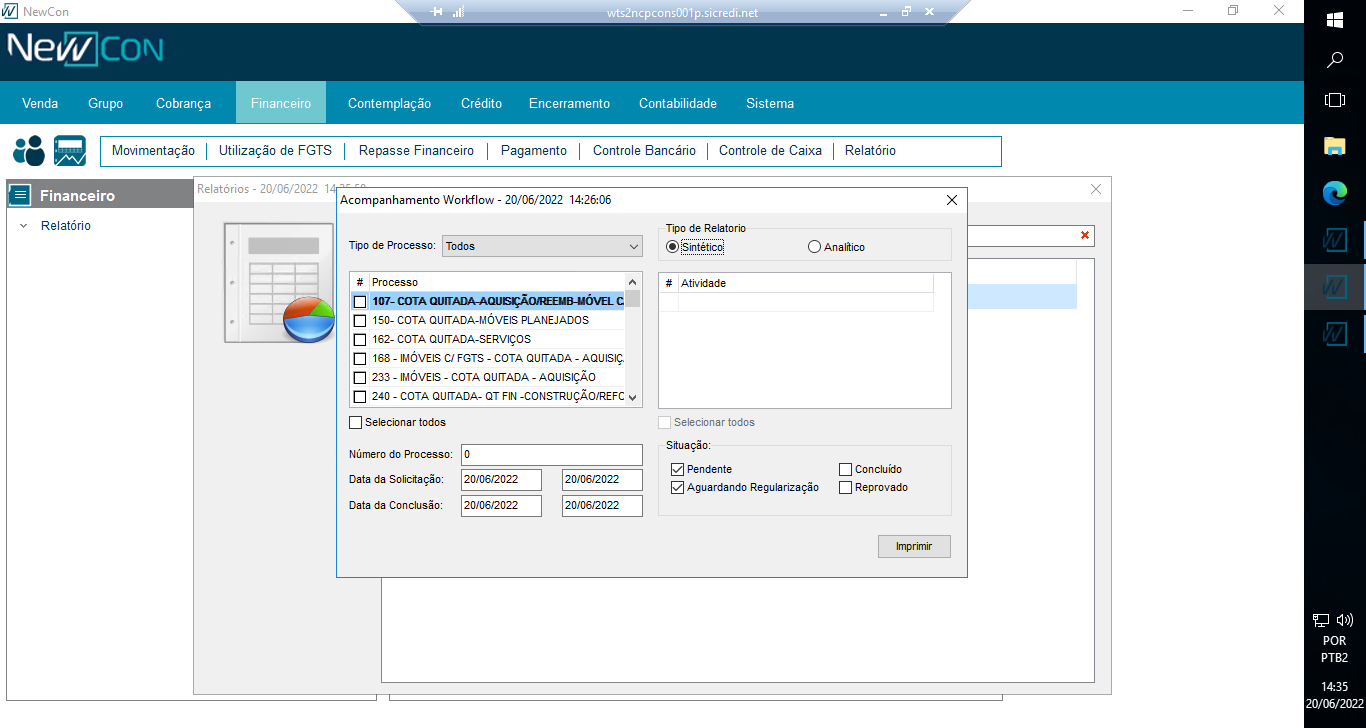 NewCon
wts2ncpcons001p.sicredi.net
NewCon
Venda Grupo Cobrança Financeiro Contemplação Crédito Encerramento Contabilidade Sistema
Movimentação Utilização de FGTS Repasse Financeiro Pagamento Controle Bancário Controle de Caixa Relatório
Financeiro
Relatório
Relatórios - 20/06/2022
Acompanhamento Workflow - 20/06/2022 14:26:06
Tipo de Processo: Todos
Tipo de Relatorio
Sintético Analítico
# Processo
107- COTA QUITADA-AQUISIÇÃO/REEMB-MÓVEL C
150- COTA QUITADA-MÓVEIS PLANEJADOS
162- COTA QUITADA-SERVIÇOS
168 - IMÓVEIS C/ FGTS - COTA QUITADA - AQUISIÇ
233 - IMÓVEIS - COTA QUITADA - AQUISIÇÃO
240 - COTA QUITADA- QT FIN -CONSTRUÇÃO/REFO
# Atividade
Selecionar todos
Selecionar todos
Número do Processo: 0
Data da Solicitação: 20/06/2022 20/06/2022
Data da Conclusão: 20/06/2022 20/06/2022
Situação:
Pendente Concluído
Aguardando Regularização Reprovado
Imprimir
POR
PTB2
14:35
20/06/2022